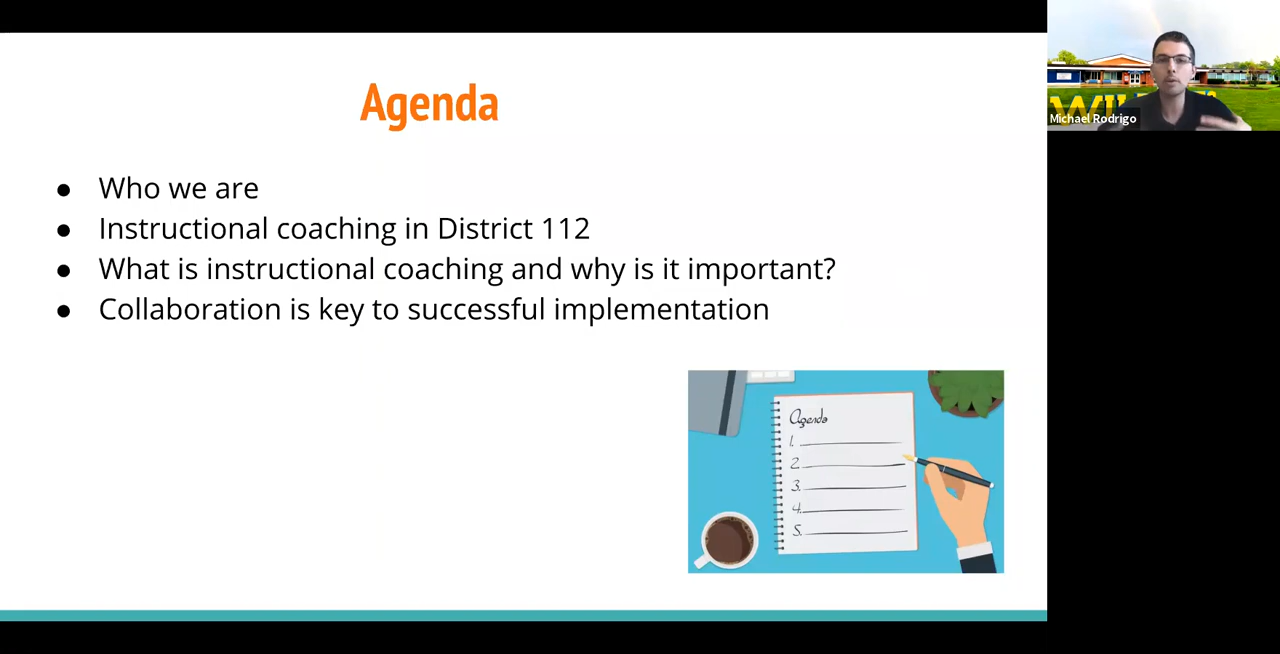 Agenda
● Who we are
● Instructional coaching in District 112
● What is instructional coaching and why is it important?
● Collaboration is key to successful implementation
Agenda
1.
2.
3.
4.
5.
Michael Rodrigo